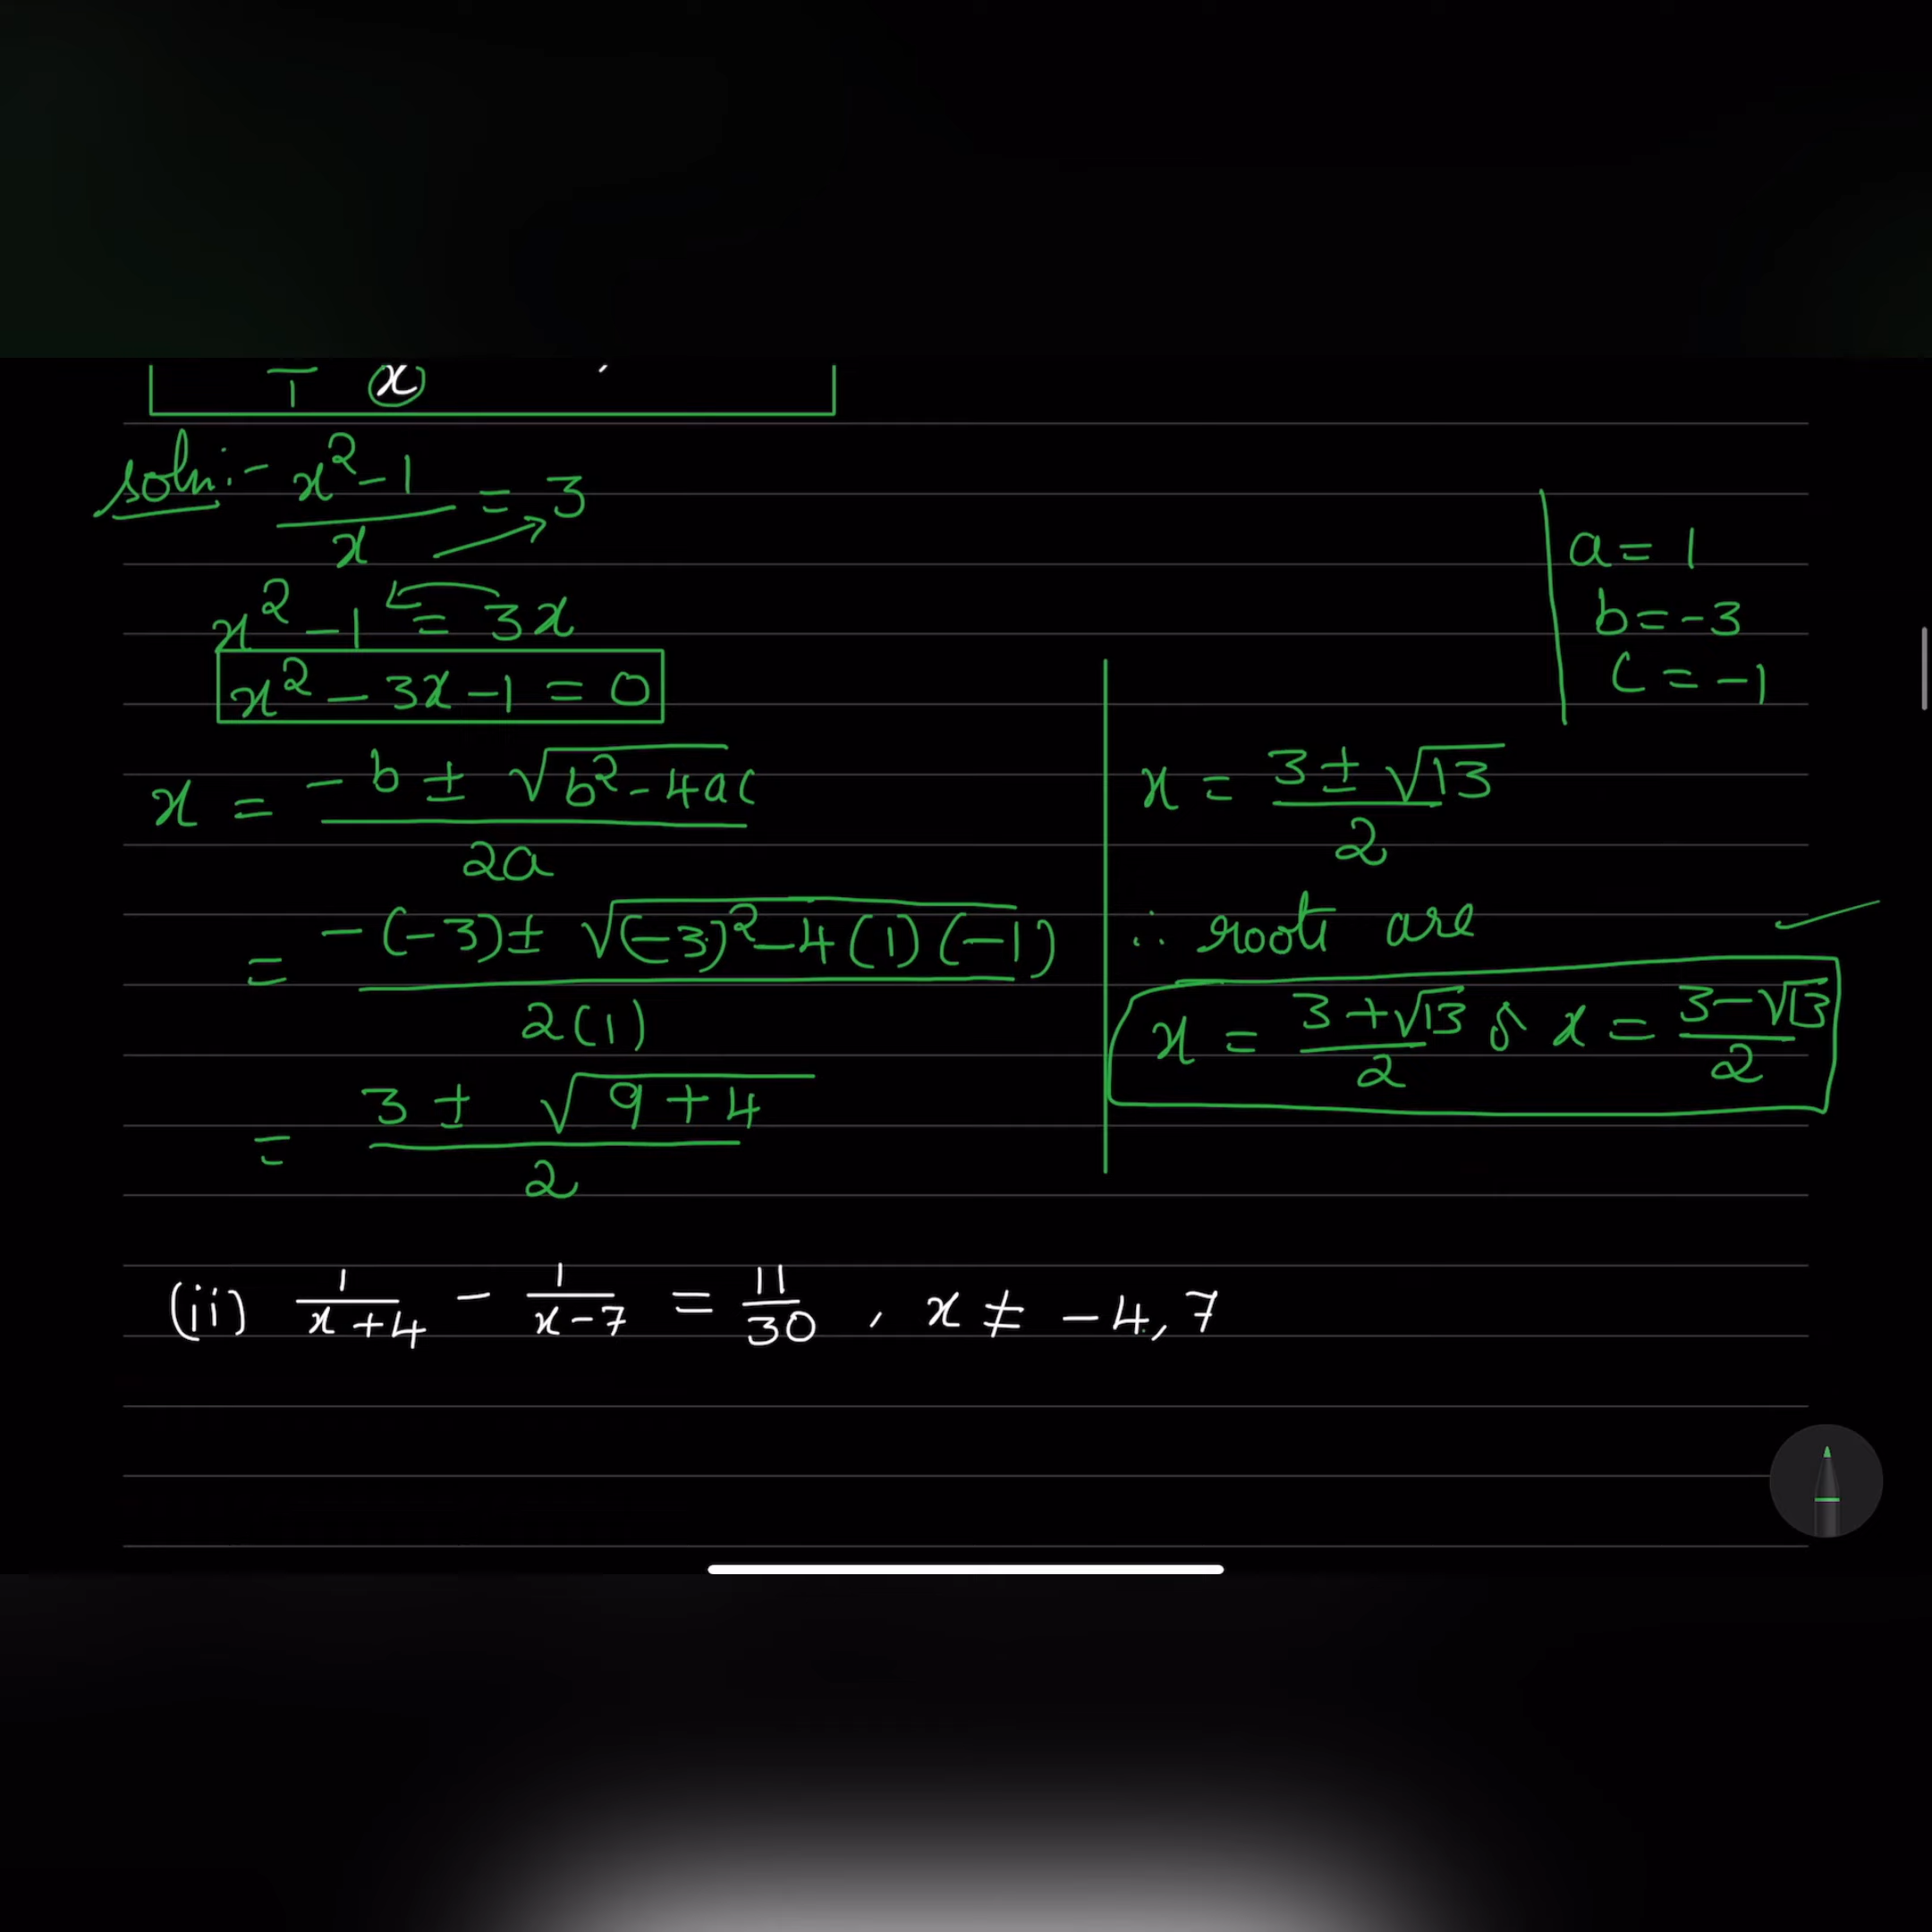 1 x ,
soln:- x²-1/x = 3
x²-1 = 3x
x²-3x-1 = 0
a = 1
b = -3
c = -1
x = -b ± √b²-4ac/2a
= -(-3) ± √(-3)²-4(1)(-1)/2(1)
= 3 ± √9+4/2
x = 3 ± √13/2
∴ roots are
x = 3+√13/2 & x = 3-√13/2
(ii) 1/x+4 - 1/x-7 = 11/30 , x ≠ -4, 7